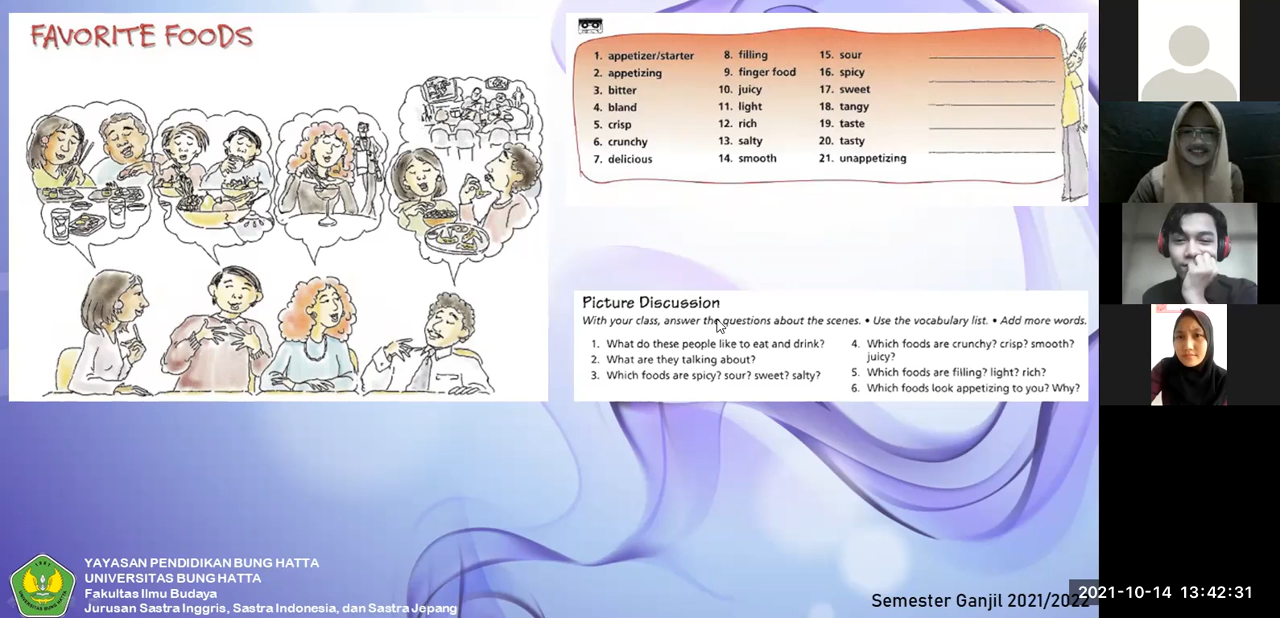 FAVORITE FOODS
1. appetizer/starter
2. appetizing
3. bitter
4. bland
5. crisp
6. crunchy
7. delicious
8. filling
9. finger food
10. juicy
11. light
12. rich
13. salty
14. smooth
15. sour
16. spicy
17. sweet
18. tangy
19. taste
20. tasty
21. unappetizing
Picture Discussion
With your class, answer the questions about the scenes. • Use the vocabulary list. • Add more words.
1. What do these people like to eat and drink?
2. What are they talking about?
3. Which foods are spicy? sour? sweet? salty?
4. Which foods are crunchy? crisp? smooth?
juicy?
5. Which foods are filling? light? rich?
6. Which foods look appetizing to you? Why?
YAYASAN PENDIDIKAN BUNG HATTA
UNIVERSITAS BUNG HATTA
Fakultas Ilmu Budaya
Jurusan Sastra Inggris, Sastra Indonesia, dan Sastra Jepang
Semester Ganjil 2021/2022
2021-10-14 13:42:31